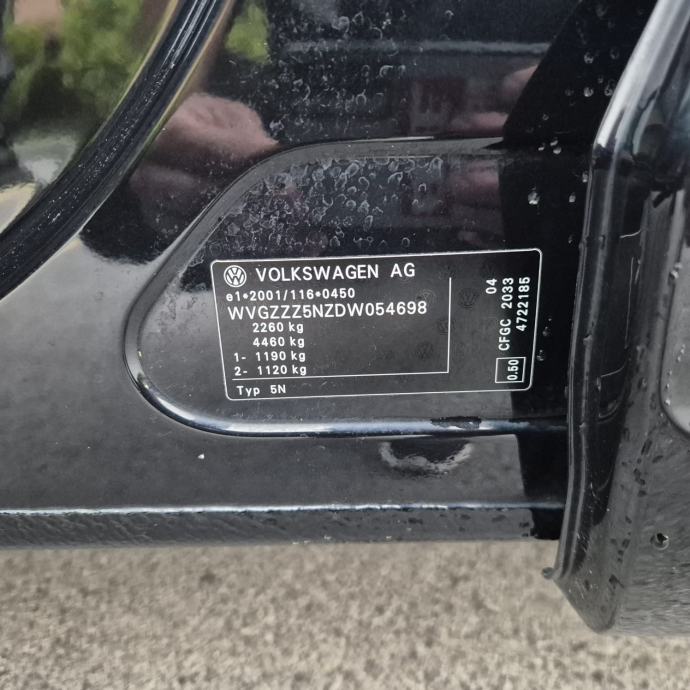 VOLKSWAGEN AG
e1*2001/116*0450
WVGZZZ5NZDW054698
2260 kg
4460 kg
1- 1190 kg
2- 1120 kg
Typ 5N
04
CFGC 2033
4722185
0.50